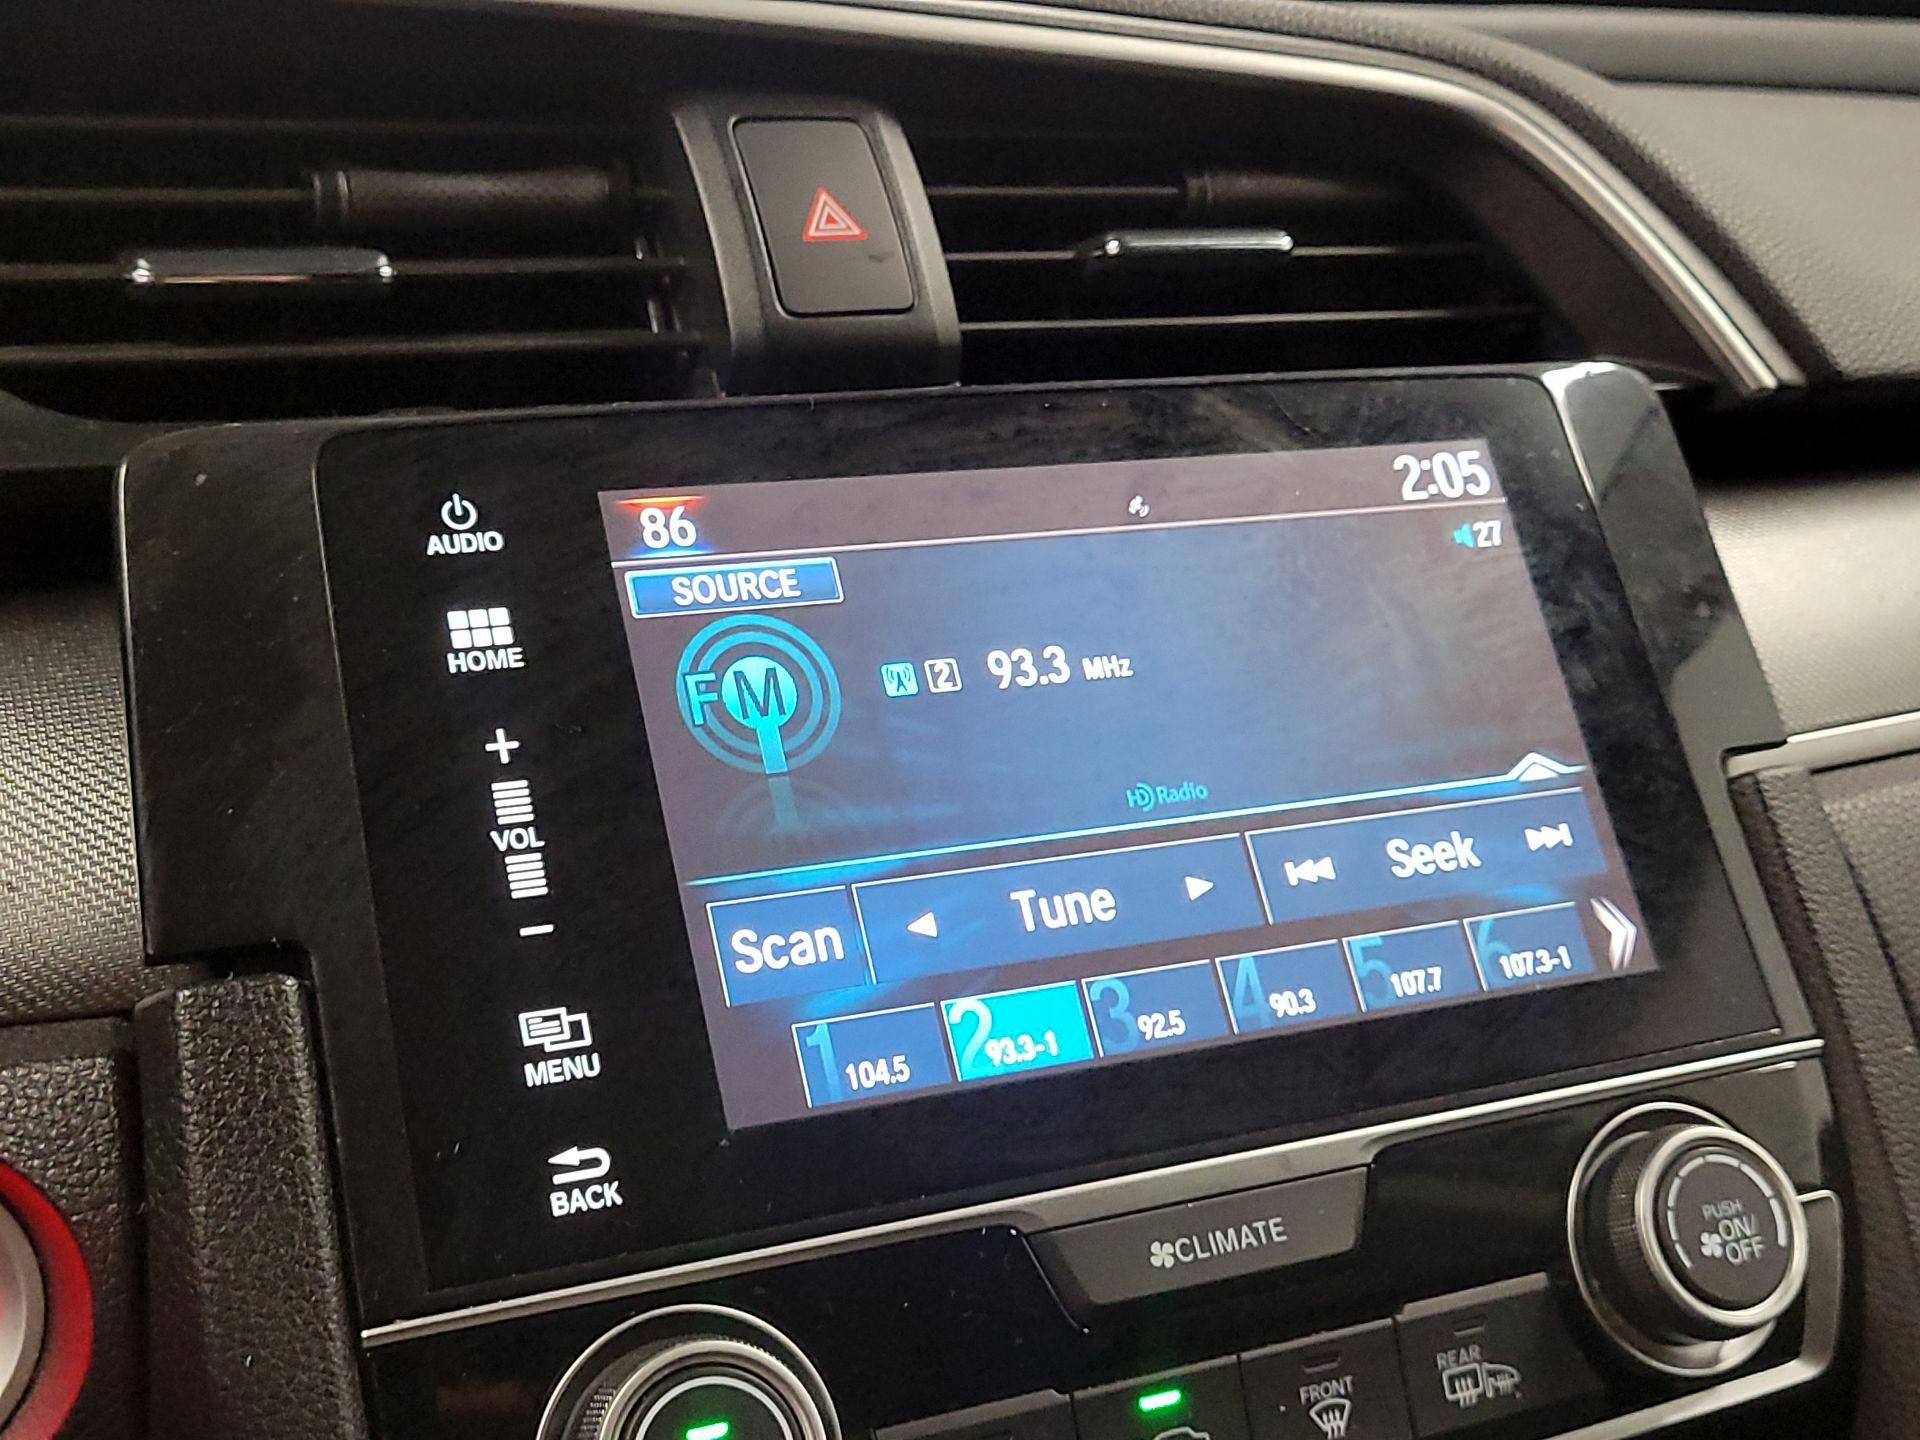 AUDIO
HOME
+
VOL
−
MENU
BACK
86
2:05
27
SOURCE
FM
2 93.3 MHz
HD Radio
Scan
Tune
Seek
1 104.5
2 93.3-1
3 92.5
4 90.3
5 107.7
6 107.3-1
CLIMATE
PUSH
ON/
OFF
FRONT
REAR